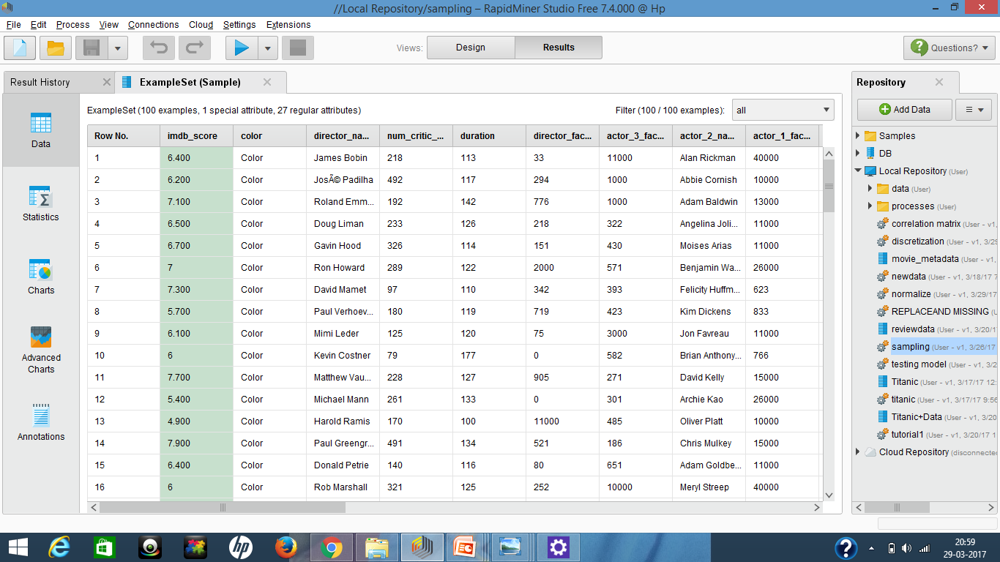 //Local Repository/sampling – RapidMiner Studio Free 7.4.000 @ Hp
File Edit Process View Connections Cloud Settings Extensions
Views: Design Results Questions?
Result History ExampleSet (Sample) Repository
ExampleSet (100 examples, 1 special attribute, 27 regular attributes) Filter (100 / 100 examples): all
Row No. imdb_score color director_na... num_critic_... duration director_fac... actor_3_fac... actor_2_na... actor_1_fac...
1 6.400 Color James Bobin 218 113 33 11000 Alan Rickman 40000
2 6.200 Color JosÃ© Padilha 492 117 294 1000 Abbie Cornish 10000
3 7.100 Color Roland Emm... 192 142 776 1000 Adam Baldwin 13000
4 6.500 Color Doug Liman 233 126 218 322 Angelina Joli... 11000
5 6.700 Color Gavin Hood 326 114 151 430 Moises Arias 11000
6 7 Color Ron Howard 289 122 2000 571 Benjamin Wa... 26000
7 7.300 Color David Mamet 97 110 342 393 Felicity Huffm... 623
8 5.700 Color Paul Verhoev... 180 119 719 423 Kim Dickens 833
9 6.100 Color Mimi Leder 125 120 75 3000 Jon Favreau 11000
10 6 Color Kevin Costner 79 177 0 582 Brian Anthony... 766
11 7.700 Color Matthew Vau... 228 127 905 271 David Kelly 15000
12 5.400 Color Michael Mann 261 133 0 301 Archie Kao 26000
13 4.900 Color Harold Ramis 170 100 11000 485 Oliver Platt 10000
14 7.900 Color Paul Greengr... 491 134 521 186 Chris Mulkey 15000
15 6.400 Color Donald Petrie 140 116 80 651 Adam Goldbe... 11000
16 6 Color Rob Marshall 321 125 252 10000 Meryl Streep 40000
Data
Statistics
Charts
Advanced
Charts
Annotations
Add Data
Samples
DB
Local Repository (User)
data (User)
processes (User)
correlation matrix (User - v1,
discretization (User - v1, 3/29
movie_metadata (User - v1,
newdata (User - v1, 3/18/17 7
normalize (User - v1, 3/29/17
REPLACEAND MISSING (U
reviewdata (User - v1, 3/20/1
sampling (User - v1, 3/26/17
testing model (User - v1, 3/2
Titanic (User - v1, 3/17/17 12:
titanic (User - v1, 3/17/17 9:56
Titanic+Data (User - v1, 3/20
tutorial1 (User - v1, 3/20/17 1
Cloud Repository (disconnected
20:59
29-03-2017